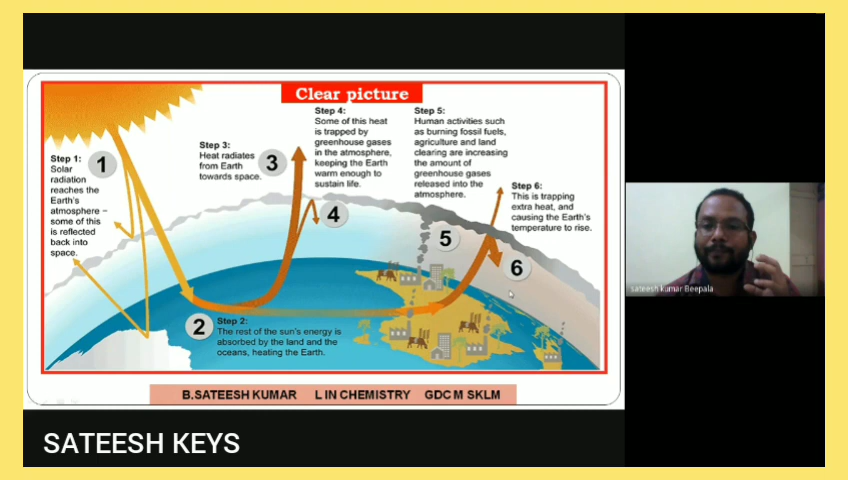 Clear picture
Step 1:
Solar
radiation
reaches the
Earth's
atmosphere –
some of this
is reflected
back into
space.
1
Step 3:
Heat radiates
from Earth
towards space.
3
Step 4:
Some of this heat
is trapped by
greenhouse gases
in the atmosphere,
keeping the Earth
warm enough to
sustain life.
4
Step 5:
Human activities such
as burning fossil fuels,
agriculture and land
clearing are increasing
the amount of
greenhouse gases
released into the
atmosphere.
5
Step 6:
This is trapping
extra heat, and
causing the Earth's
temperature to rise.
6
2
Step 2:
The rest of the sun's energy is
absorbed by the land and the
oceans, heating the Earth.
B.SATEESH KUMAR L IN CHEMISTRY GDC M SKLM
sateesh kumar Beepala
SATEESH KEYS